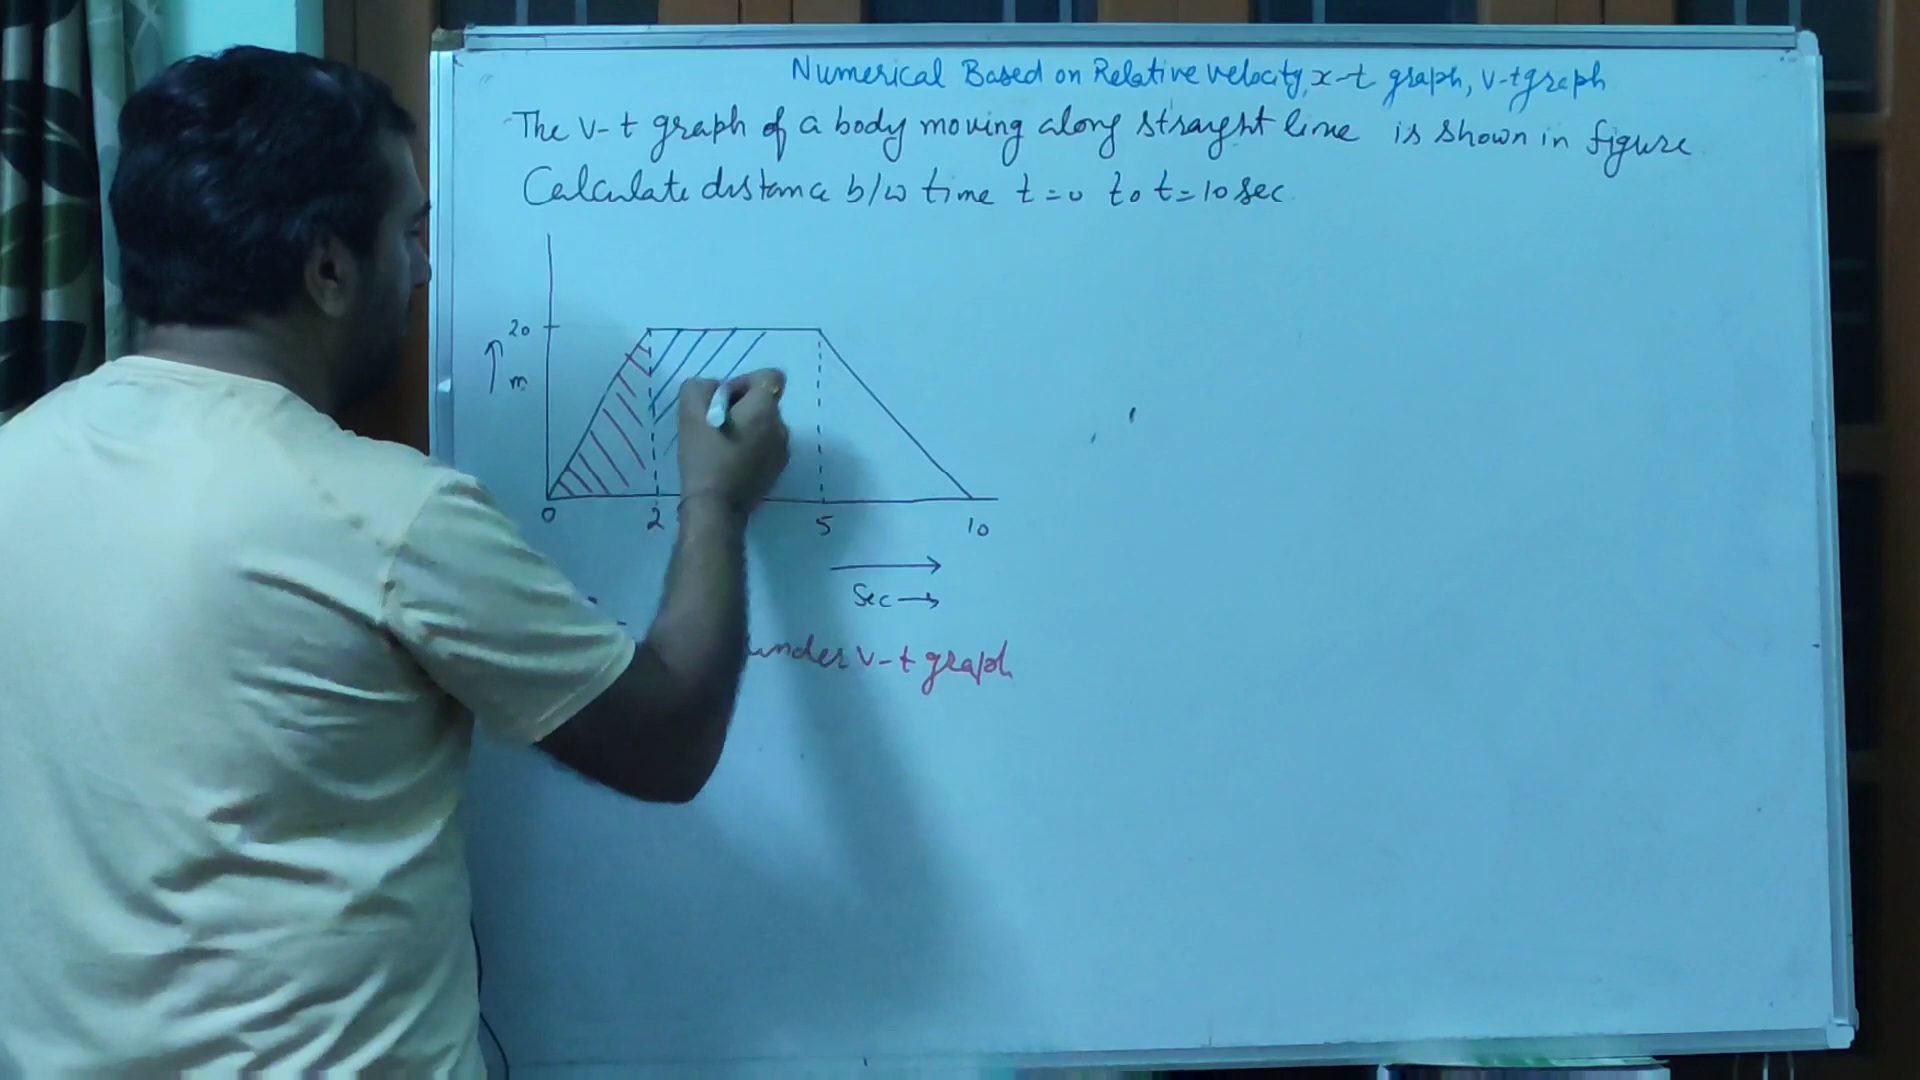 Numerical Based on Relative velocity, x-t graph, v-t graph
The v-t graph of a body moving along straight line is shown in figure
Calculate distance b/w time t=0 to t=10 sec
20
m
0 2 5 10
Sec→
under v-t graph